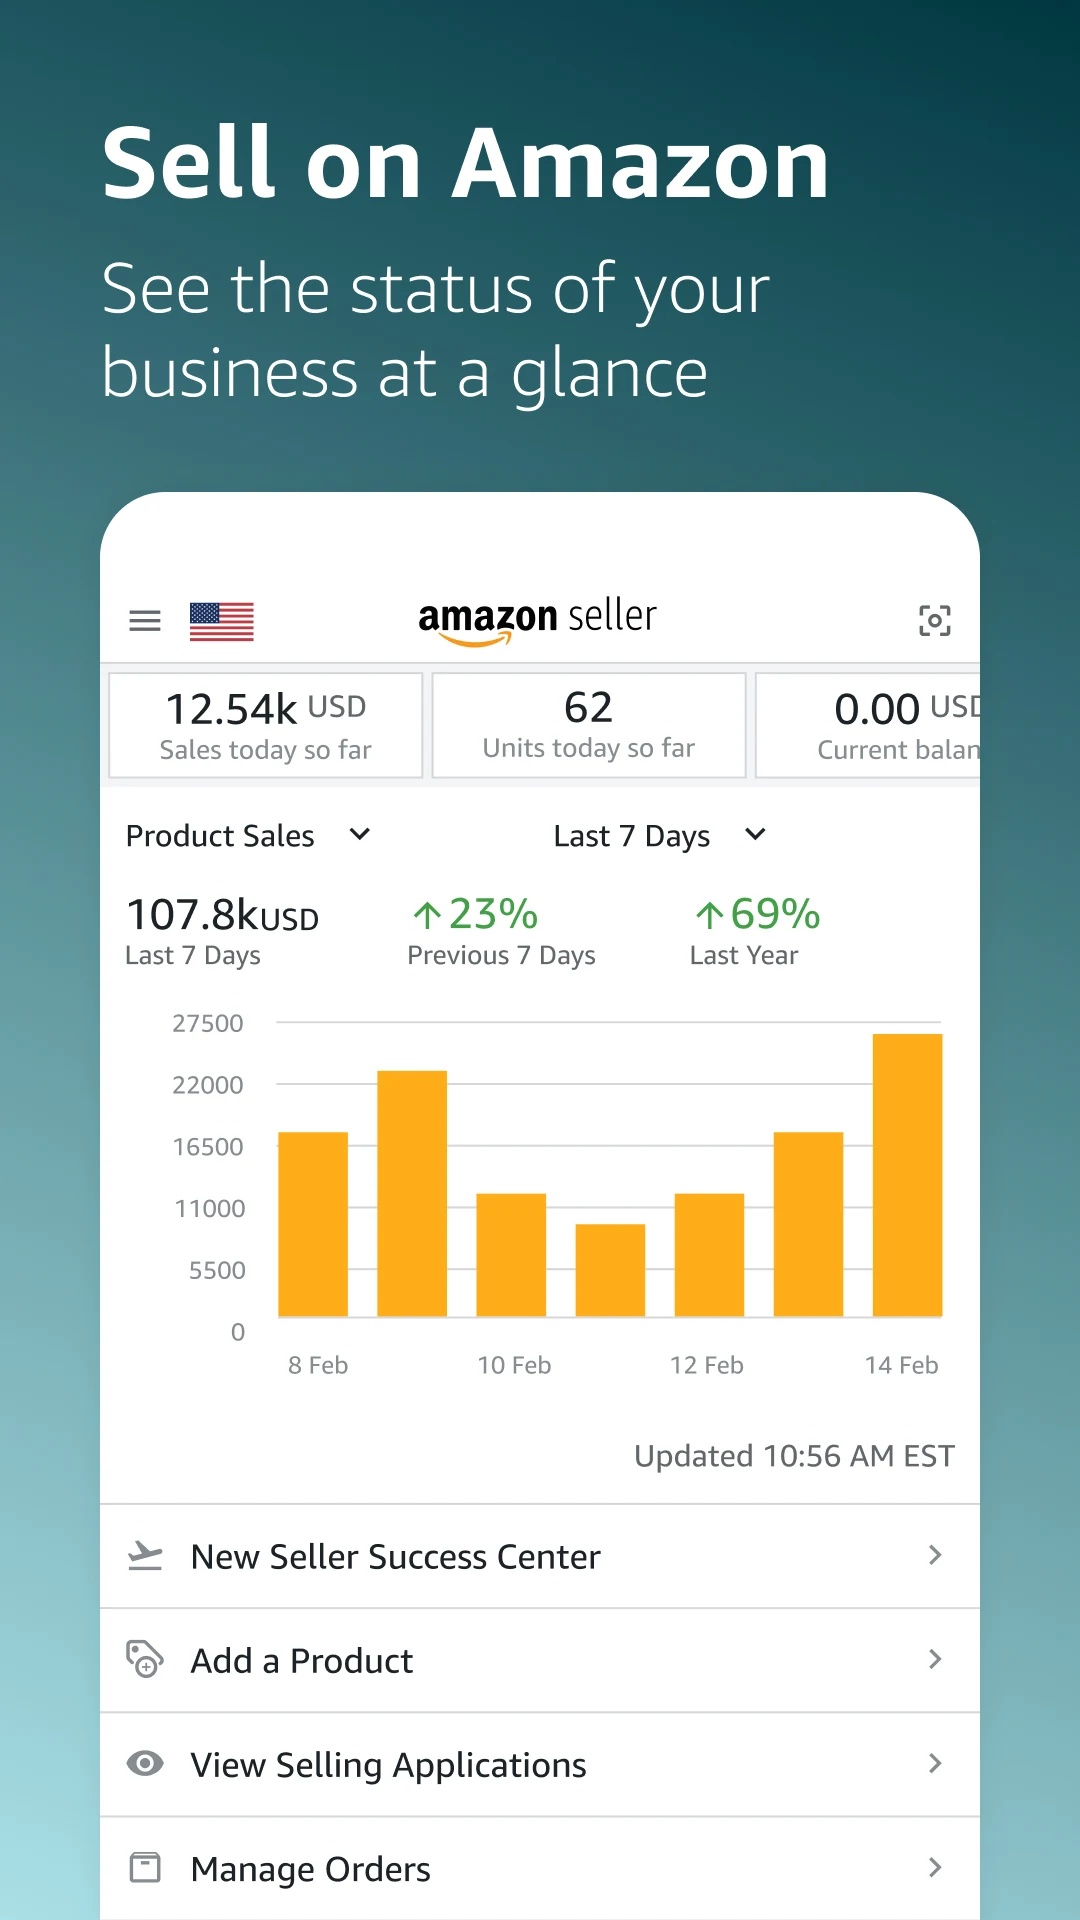 Sell on Amazon
See the status of your
business at a glance
amazon seller
12.54k USD
Sales today so far
62
Units today so far
0.00 USD
Current balan
Product Sales
Last 7 Days
107.8kUSD
Last 7 Days
↑23%
Previous 7 Days
↑69%
Last Year
27500
22000
16500
11000
5500
0
8 Feb
10 Feb
12 Feb
14 Feb
Updated 10:56 AM EST
New Seller Success Center
Add a Product
View Selling Applications
Manage Orders